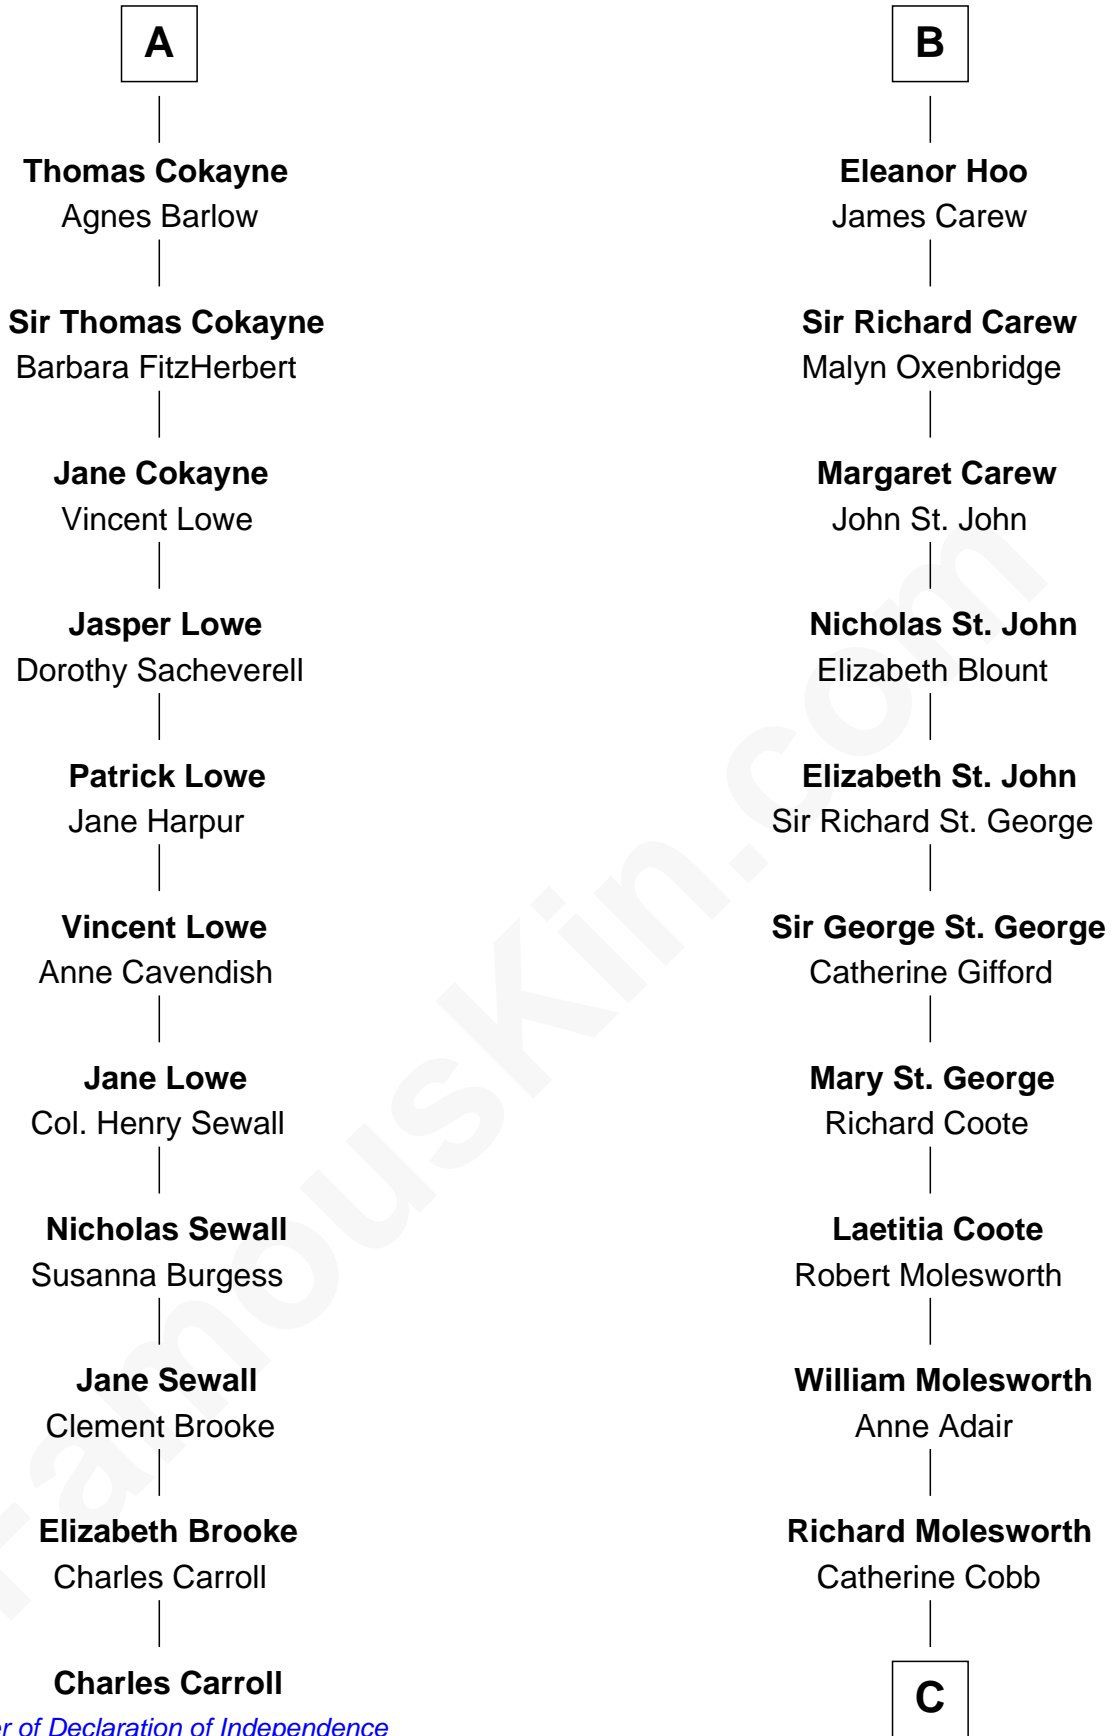 A
Thomas Cokayne
Agnes Barlow
Sir Thomas Cokayne
Barbara FitzHerbert
Jane Cokayne
Vincent Lowe
Jasper Lowe
Dorothy Sacheverell
Patrick Lowe
Jane Harpur
Vincent Lowe
Anne Cavendish
Jane Lowe
Col. Henry Sewall
Nicholas Sewall
Susanna Burgess
Jane Sewall
Clement Brooke
Elizabeth Brooke
Charles Carroll
Charles Carroll
of Declaration of Independence
B
Eleanor Hoo
James Carew
Sir Richard Carew
Malyn Oxenbridge
Margaret Carew
John St. John
Nicholas St. John
Elizabeth Blount
Elizabeth St. John
Sir Richard St. George
Sir George St. George
Catherine Gifford
Mary St. George
Richard Coote
Laetitia Coote
Robert Molesworth
William Molesworth
Anne Adair
Richard Molesworth
Catherine Cobb
C
FamousKin.com